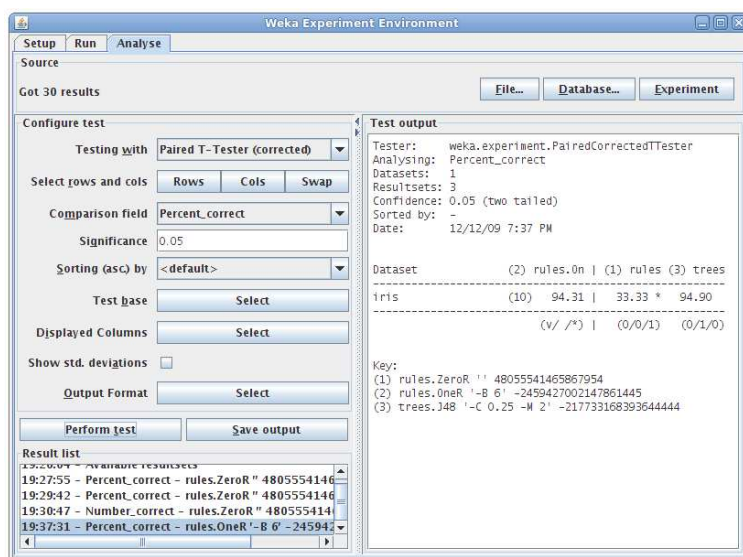 Weka Experiment Environment
Setup Run Analyse
Source
Got 30 results
File... Database... Experiment
Configure test
Testing with Paired T-Tester (corrected)
Select rows and cols Rows Cols Swap
Comparison field Percent_correct
Significance 0.05
Sorting (asc.) by <default>
Test base Select
Displayed Columns Select
Show std. deviations
Output Format Select
Perform test Save output
Result list
19:26:04 - Available resultsets
19:27:55 - Percent_correct - rules.ZeroR '' 4805554146
19:29:42 - Percent_correct - rules.ZeroR '' 4805554146
19:30:47 - Number_correct - rules.ZeroR '' 480555414
19:37:31 - Percent_correct - rules.OneR '-B 6' -245942
Test output
Tester: weka.experiment.PairedCorrectedTTester
Analysing: Percent_correct
Datasets: 1
Resultsets: 3
Confidence: 0.05 (two tailed)
Sorted by: -
Date: 12/12/09 7:37 PM
Dataset (2) rules.On | (1) rules (3) trees
iris (10) 94.31 | 33.33 * 94.90
(v/ /*) | (0/0/1) (0/1/0)
Key:
(1) rules.ZeroR '' 48055541465867954
(2) rules.OneR '-B 6' -2459427002147861445
(3) trees.J48 '-C 0.25 -M 2' -217733168393644444